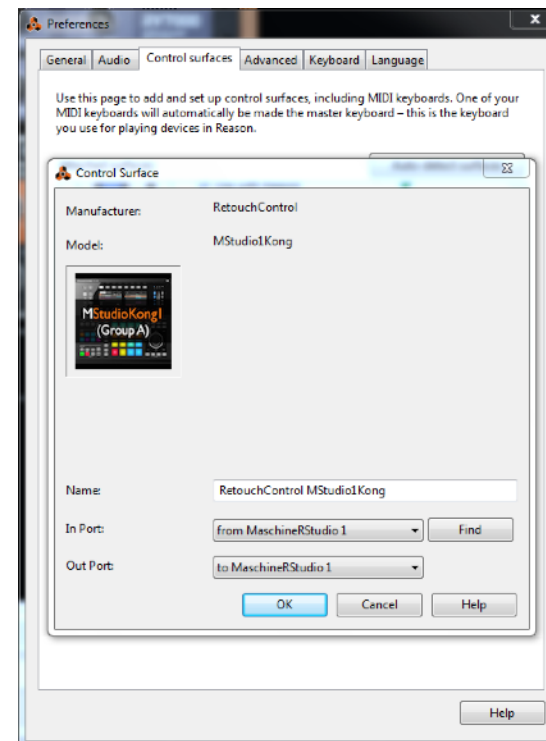 Preferences
General Audio Control surfaces Advanced Keyboard Language
Use this page to add and set up control surfaces, including MIDI keyboards. One of your
MIDI keyboards will automatically be made the master keyboard – this is the keyboard
you use for playing devices in Reason.
Control Surface
Manufacturer: RetouchControl
Model: MStudio1Kong
MStudioKong1
(Group A)
Name: RetouchControl MStudio1Kong
In Port: from MaschineRStudio 1 Find
Out Port: to MaschineRStudio 1
OK Cancel Help
Help